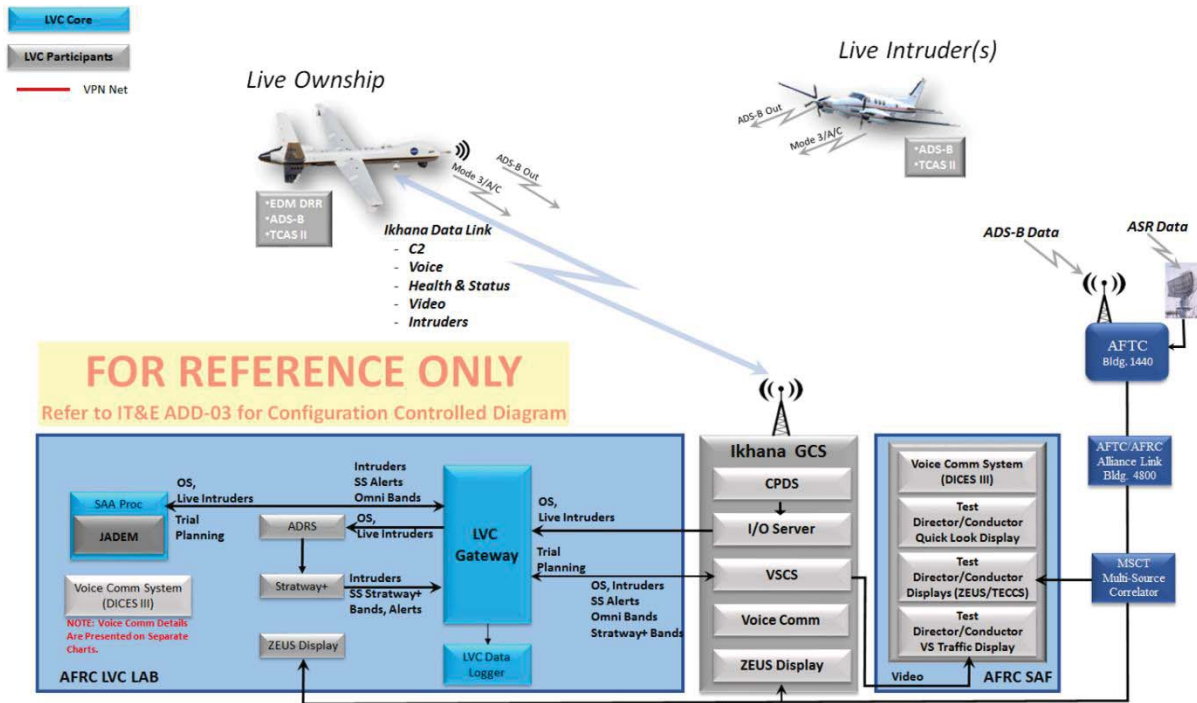 LVC Core
LVC Participants
VPN Net
Live Ownship
Live Intruder(s)
ADS-B Out
Mode 3/A/C
•ADS-B
•TCAS II
Mode 3/A/C
ADS-B Out
•EDM DRR
•ADS-B
•TCAS II
Ikhana Data Link
- C2
- Voice
- Health & Status
- Video
- Intruders
ADS-B Data
ASR Data
AFTC
Bldg. 1440
FOR REFERENCE ONLY
Refer to IT&E ADD-03 for Configuration Controlled Diagram
AFTC/AFRC
Alliance Link
Bldg. 4800
MSCT
Multi-Source
Correlator
SAA Proc
JADEM
OS,
Live Intruders
Trial
Planning
Intruders
SS Alerts
Omni Bands
ADRS
OS,
Live Intruders
Stratway+
Intruders
SS Stratway+
Bands, Alerts
Voice Comm System
(DICES III)
NOTE: Voice Comm Details
Are Presented on Separate
Charts.
ZEUS Display
LVC
Gateway
LVC Data
Logger
AFRC LVC LAB
OS,
Live Intruders
Trial
Planning
OS, Intruders
SS Alerts
Omni Bands
Stratway+ Bands
Ikhana GCS
CPDS
I/O Server
VSCS
Voice Comm
ZEUS Display
Voice Comm System
(DICES III)
Test
Director/Conductor
Quick Look Display
Test
Director/Conductor
Displays (ZEUS/TECCS)
Test
Director/Conductor
VS Traffic Display
Video
AFRC SAF